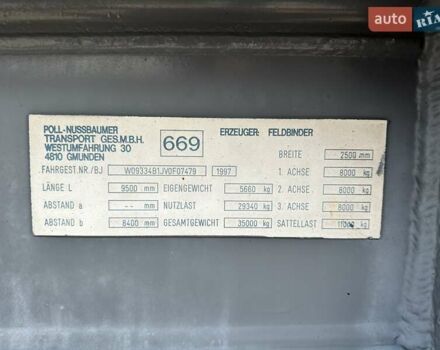 AUTO RIA
POLL-NUSSBAUMER
TRANSPORT GES.M.B.H.
WESTUMFAHRUNG 30
4810 GMUNDEN
669
ERZEUGER: FELDBINDER
BREITE 2500 mm
FAHRGEST.NR./BJ W09334B1JV0F07479 1997 1. ACHSE 8000 kg
LÄNGE L 9500 mm EIGENGEWICHT 5660 kg 2. ACHSE 8000 kg
ABSTAND a -- mm NUTZLAST 29340 kg 3. ACHSE 8000 kg
ABSTAND b 8400 mm GESAMTGEWICHT 35000 kg SATTELLAST 11000 kg